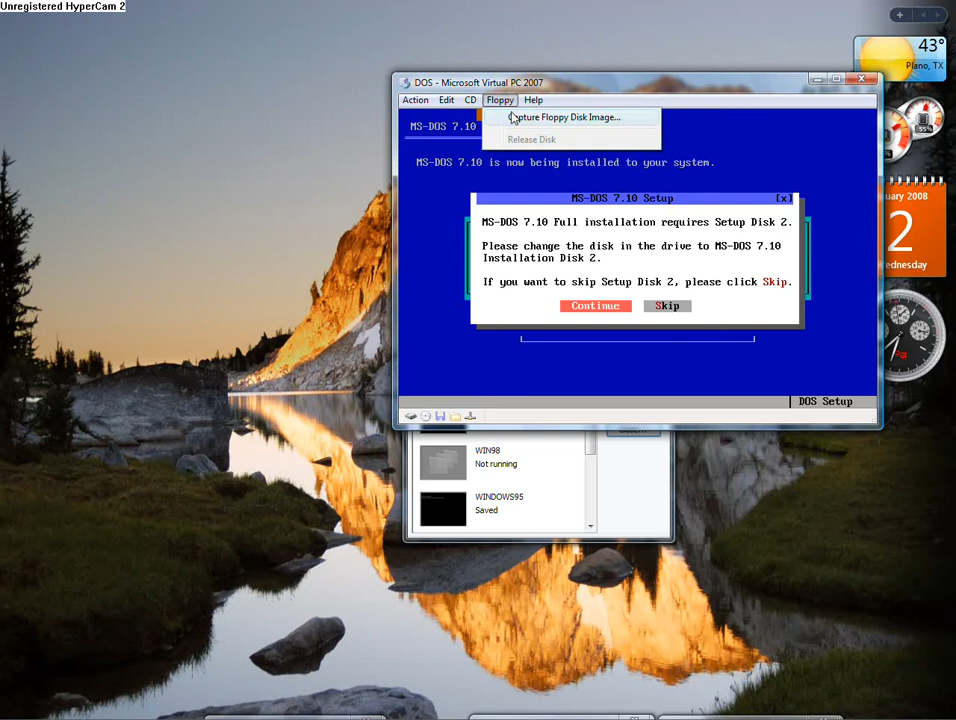 Unregistered HyperCam 2
43°
Plano, TX
DOS - Microsoft Virtual PC 2007
Action Edit CD Floppy Help
Capture Floppy Disk Image...
Release Disk
MS-DOS 7.10
MS-DOS 7.10 is now being installed to your system.
55%
MS-DOS 7.10 Setup [x]
MS-DOS 7.10 Full installation requires Setup Disk 2.
Please change the disk in the drive to MS-DOS 7.10
Installation Disk 2.
If you want to skip Setup Disk 2, please click Skip.
Continue Skip
uary 2008
2
ednesday
DOS Setup
WIN98
Not running
WINDOWS95
Saved